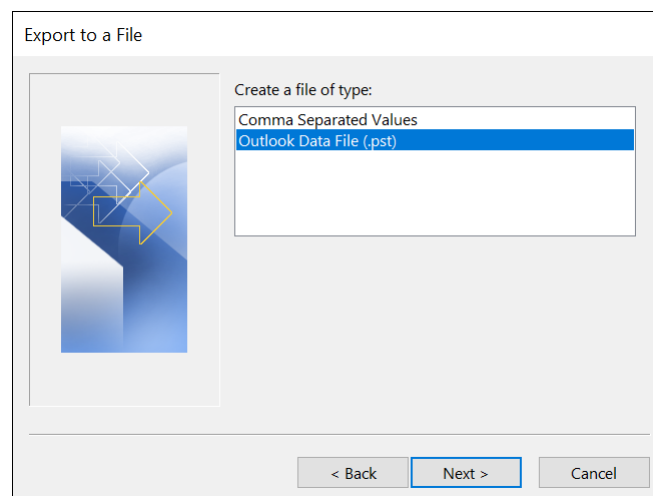 Export to a File
Create a file of type:
Comma Separated Values
Outlook Data File (.pst)
< Back
Next >
Cancel